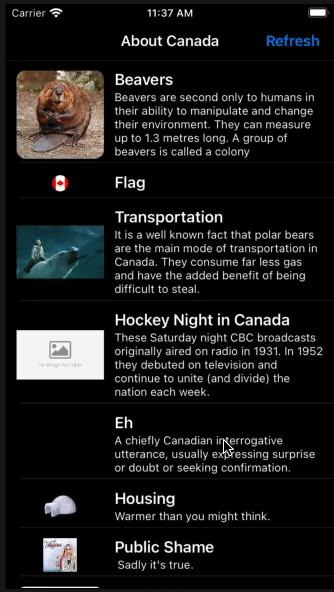 Carrier 11:37 AM
About Canada Refresh
Beavers
Beavers are second only to humans in
their ability to manipulate and change
their environment. They can measure
up to 1.3 metres long. A group of
beavers is called a colony
Flag
Transportation
It is a well known fact that polar bears
are the main mode of transportation in
Canada. They consume far less gas
and have the added benefit of being
difficult to steal.
Hockey Night in Canada
These Saturday night CBC broadcasts
originally aired on radio in 1931. In 1952
they debuted on television and
continue to unite (and divide) the
nation each week.
Eh
A chiefly Canadian interrogative
utterance, usually expressing surprise
or doubt or seeking confirmation.
Housing
Warmer than you might think.
Public Shame
Sadly it's true.